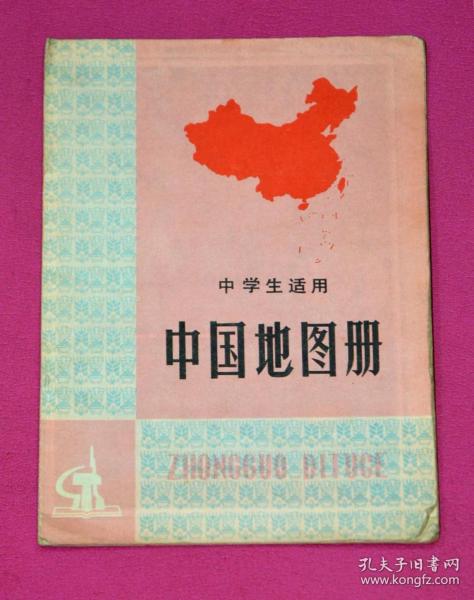 中学生适用
中国地图册
ZHONGGUO DITUCE
孔夫子旧书网
www.kongfz.com